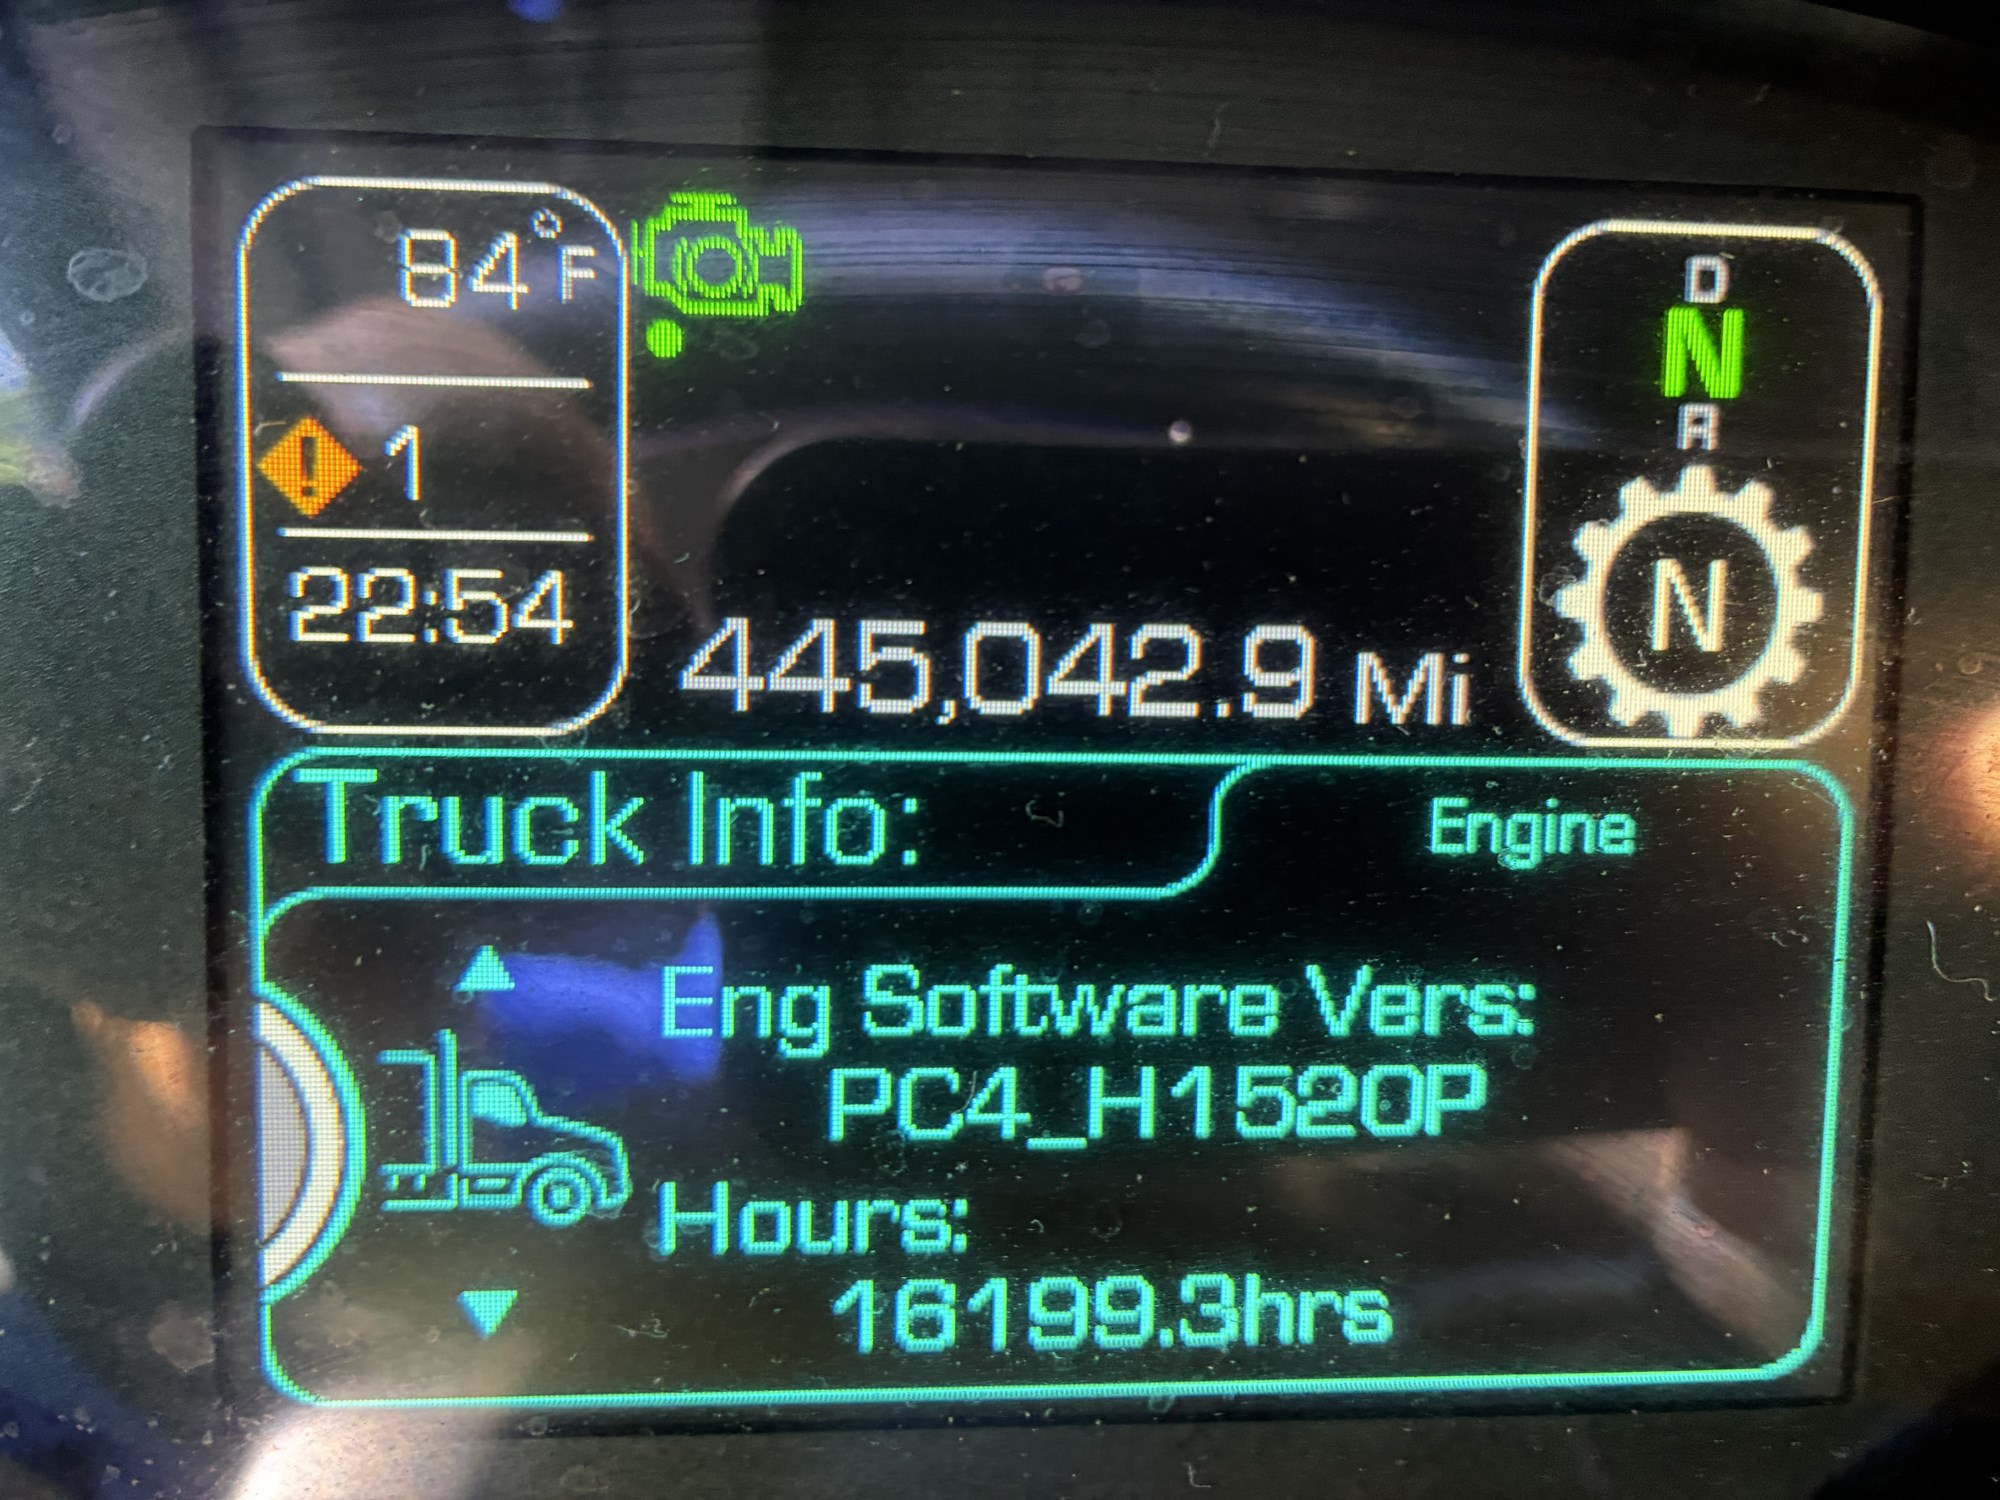 84°F
1
22:54
445,042.9 Mi
D
N
R
N
Truck Info:
Engine
Eng Software Vers:
PC4_H1520P
Hours:
16199.3hrs